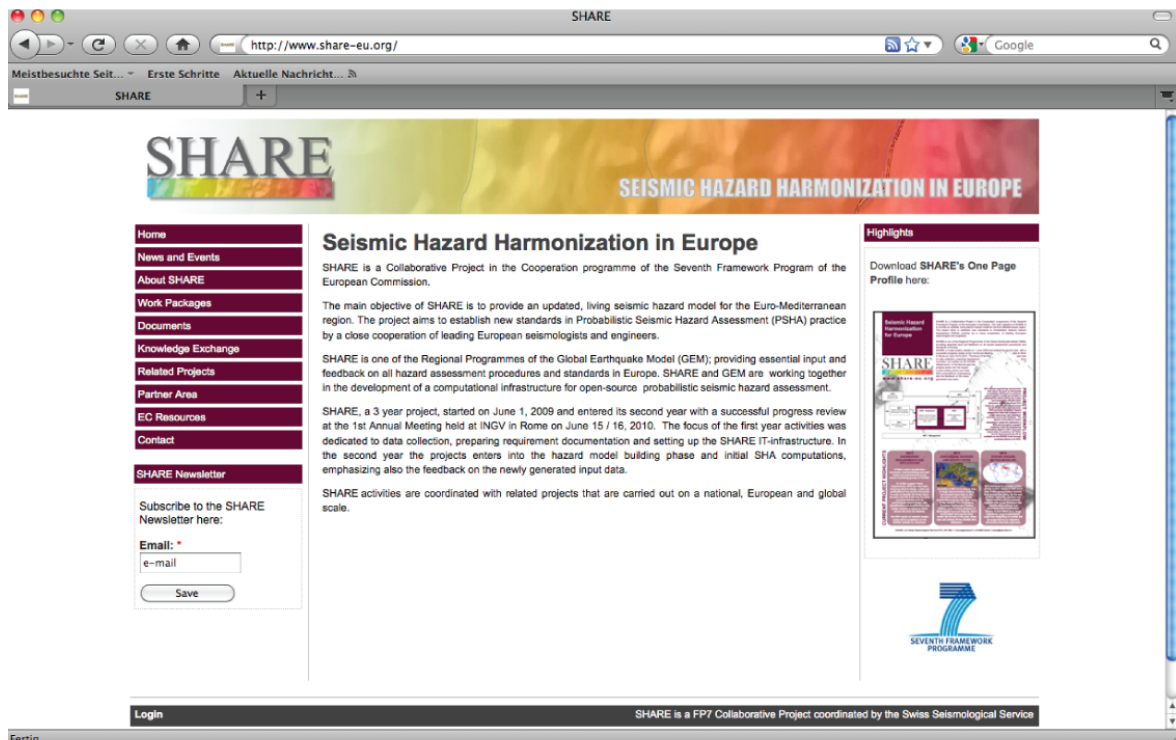 SHARE
http://www.share-eu.org/
Google
Meistbesuchte Seit...
Erste Schritte
Aktuelle Nachricht...
SHARE
SHARE
SEISMIC HAZARD HARMONIZATION IN EUROPE
Home
News and Events
About SHARE
Work Packages
Documents
Knowledge Exchange
Related Projects
Partner Area
EC Resources
Contact
SHARE Newsletter
Subscribe to the SHARE
Newsletter here:
Email: *
e-mail
Save
Seismic Hazard Harmonization in Europe
SHARE is a Collaborative Project in the Cooperation programme of the Seventh Framework Program of the
European Commission.
The main objective of SHARE is to provide an updated, living seismic hazard model for the Euro-Mediterranean
region. The project aims to establish new standards in Probabilistic Seismic Hazard Assessment (PSHA) practice
by a close cooperation of leading European seismologists and engineers.
SHARE is one of the Regional Programmes of the Global Earthquake Model (GEM); providing essential input and
feedback on all hazard assessment procedures and standards in Europe. SHARE and GEM are working together
in the development of a computational infrastructure for open-source probabilistic seismic hazard assessment.
SHARE, a 3 year project, started on June 1, 2009 and entered its second year with a successful progress review
at the 1st Annual Meeting held at INGV in Rome on June 15 / 16, 2010. The focus of the first year activities was
dedicated to data collection, preparing requirement documentation and setting up the SHARE IT-infrastructure. In
the second year the projects enters into the hazard model building phase and initial SHA computations,
emphasizing also the feedback on the newly generated input data.
SHARE activities are coordinated with related projects that are carried out on a national, European and global
scale.
Highlights
Download SHARE's One Page
Profile here:
Seismic Hazard
Harmonization
for Europe
SHARE
www.share-eu.org
PROJECT WORKFLOW
CURRENT PROJECT HIGHLIGHTS
SEVENTH FRAMEWORK
PROGRAMME
Login
SHARE is a FP7 Collaborative Project coordinated by the Swiss Seismological Service
Fertig